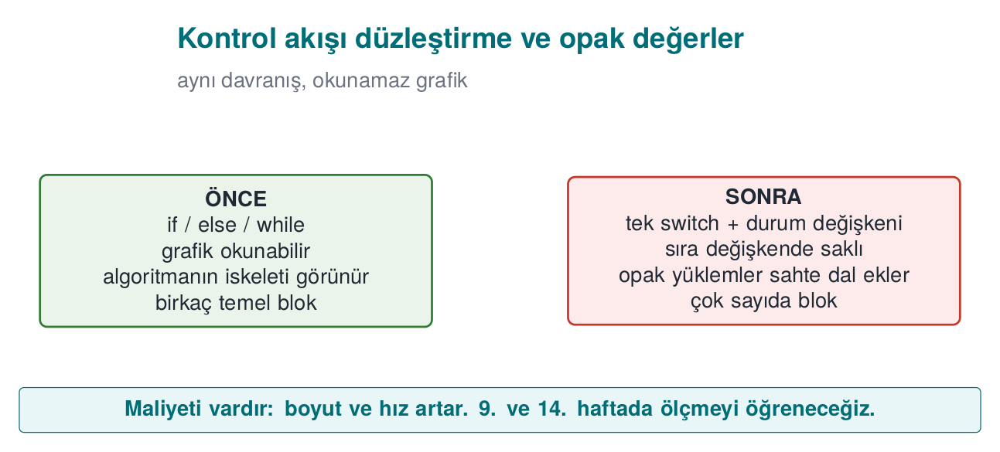 Kontrol akışı düzleştirme ve opak değerler
aynı davranış, okunamaz grafik
ÖNCE
if / else / while
grafik okunabilir
algoritmanın iskeleti görünür
birkaç temel blok
SONRA
tek switch + durum değişkeni
sıra değişkende saklı
opak yüklemler sahte dal ekler
çok sayıda blok
Maliyeti vardır: boyut ve hız artar. 9. ve 14. haftada ölçmeyi öğreneceğiz.